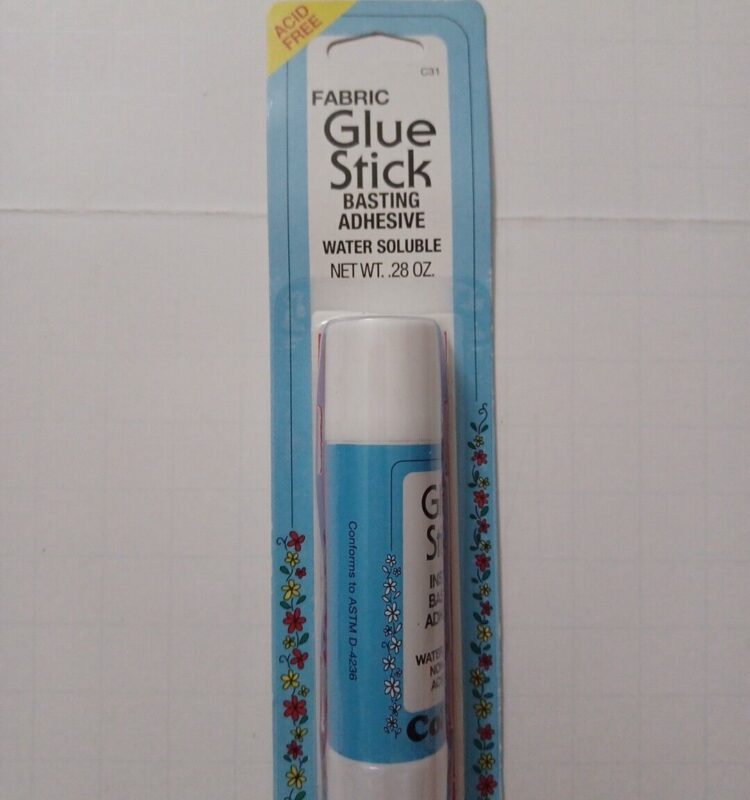 ACID
FREE
C31
FABRIC
Glue
Stick
BASTING
ADHESIVE
WATER SOLUBLE
NET WT. .28 OZ.
Conforms to ASTM D-4236